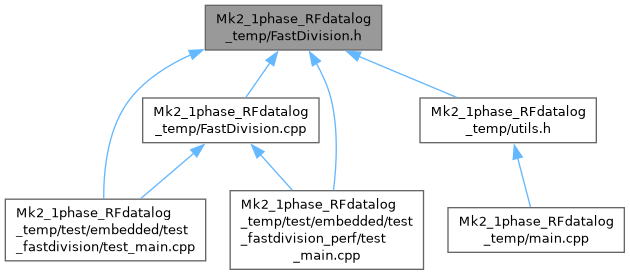 Mk2_1phase_RFdatalog
_temp/FastDivision.h
Mk2_1phase_RFdatalog
_temp/FastDivision.cpp
Mk2_1phase_RFdatalog
_temp/utils.h
Mk2_1phase_RFdatalog
_temp/test/embedded/test
_fastdivision/test_main.cpp
Mk2_1phase_RFdatalog
_temp/test/embedded/test
_fastdivision_perf/test
_main.cpp
Mk2_1phase_RFdatalog
_temp/main.cpp